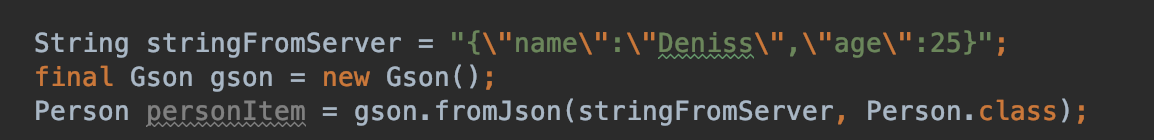 String stringFromServer = "{\"name\":\"Deniss\",\"age\":25}";
final Gson gson = new Gson();
Person personItem = gson.fromJson(stringFromServer, Person.class);